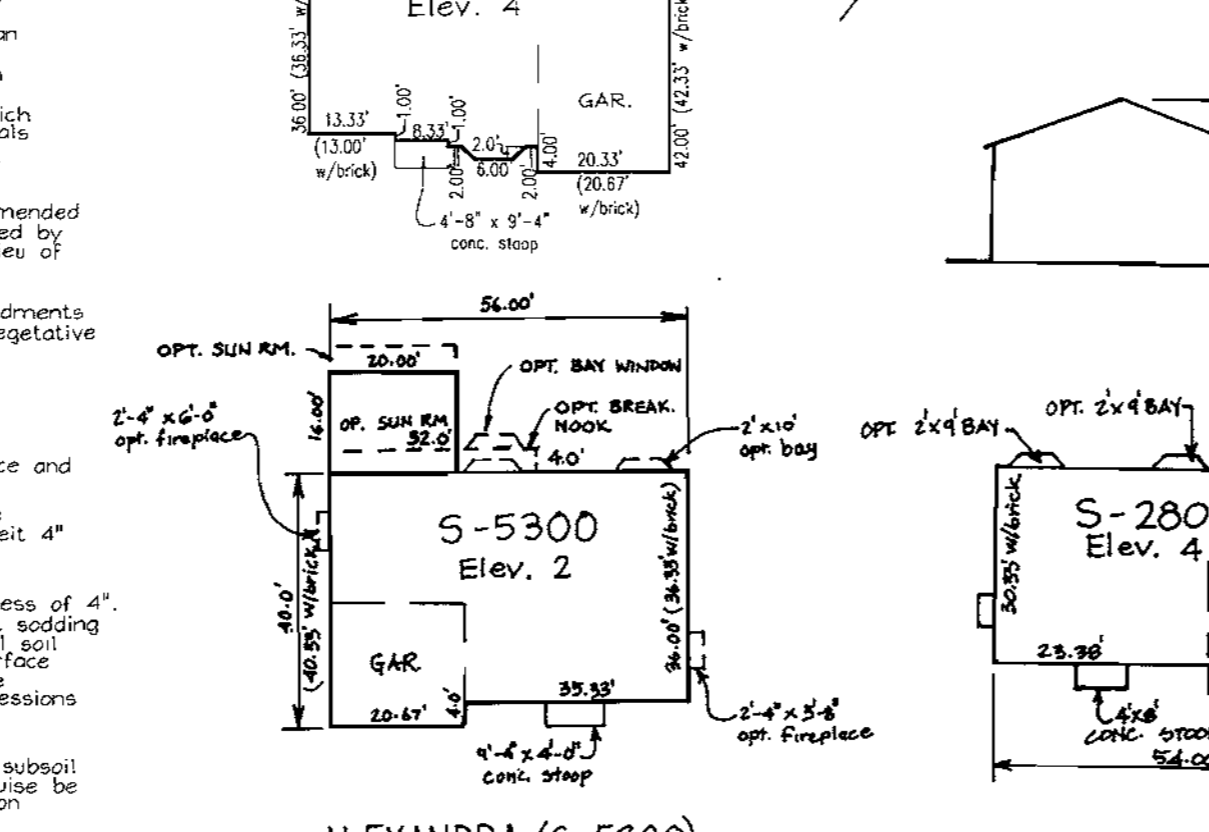 an
ich
als
mended
ed by
eu of
dments
egetative
ce and
eit 4"
ess of 4".
sodding
l soil
rface
essions
subsoil
uise be
on
Elev. 4
GAR.
36.00' (36.33' w/
42.00' (42.33' w/brick
13.33'
(13.00'
w/brick)
1.00'
8.33'
1.00'
2.00'
2.0'
6.00'
2.00'
4.00'
20.33'
(20.67'
w/brick)
4'-8" x 9'-4"
conc. stoop
56.00'
OPT. SUN RM.
20.00'
16.00'
OP. SUN RM
32.0'
OPT. BAY WINDOW
OPT. BREAK.
NOOK
4.0'
2'x10'
opt. bay
2'-4" x 6'-0"
opt. fireplace
S-5300
Elev. 2
40.0'
(40.33' w/brick)
36.00' (36.33' w/brick)
GAR.
20.67'
4.0'
35.33'
9'-4" x 4'-0"
conc. stoop
2'-4" x 5'-8"
opt. fireplace
OPT 2'x9' BAY
OPT. 2'x9' BAY
S-280
Elev. 4
30.33' w/brick
23.38'
4'x8'
CONC. STOO
54.0
ALEXANDRA (S-5300)